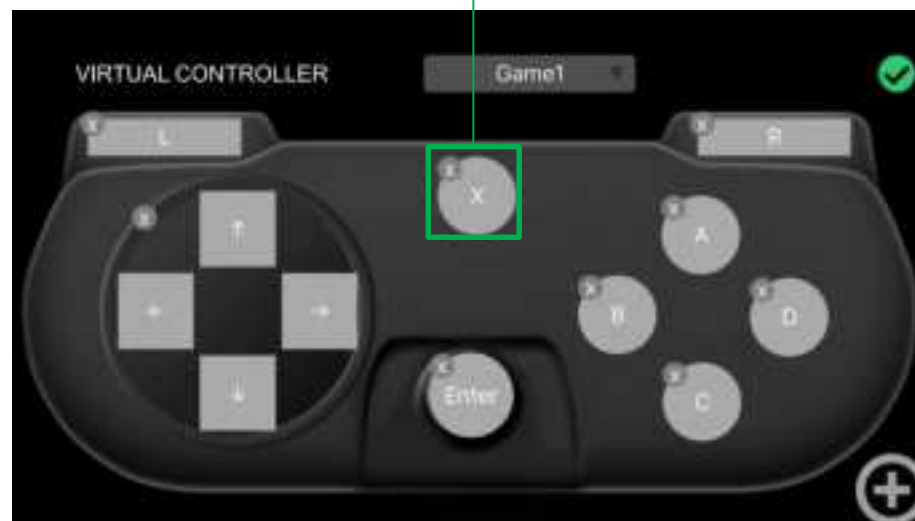 VIRTUAL CONTROLLER
Game1
X
L
X
R
X
X
X
↑
X
A
←
→
X
B
X
D
X
Enter
↓
X
C